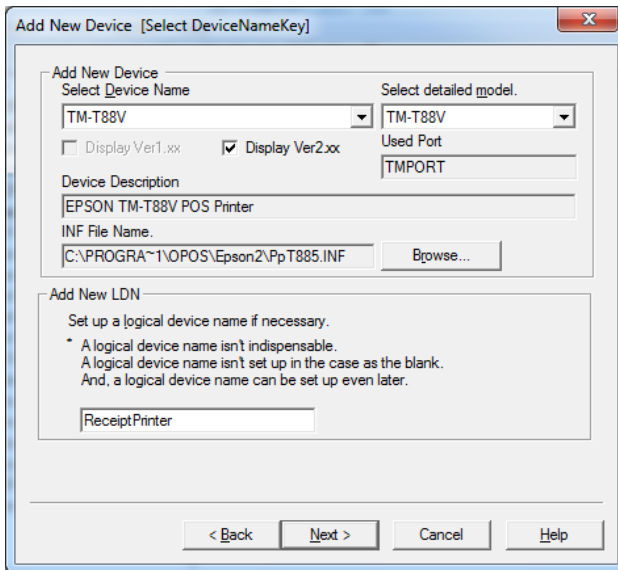 Add New Device [Select DeviceNameKey]
X
Add New Device
Select Device Name
Select detailed model.
TM-T88V
TM-T88V
Display Ver1.xx
Display Ver2.xx
Used Port
TMPORT
Device Description
EPSON TM-T88V POS Printer
INF File Name.
C:\PROGRA~1\OPOS\Epson2\PpT885.INF
Browse...
Add New LDN
Set up a logical device name if necessary.
* A logical device name isn't indispensable.
A logical device name isn't set up in the case as the blank.
And, a logical device name can be set up even later.
ReceiptPrinter
< Back
Next >
Cancel
Help